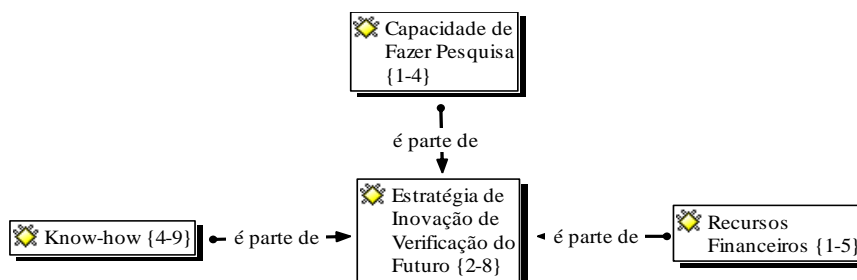 Capacidade de
Fazer Pesquisa
{1-4}
é parte de
Estratégia de
Inovação de
Verificação do
Futuro {2-8}
Know-how {4-9}
é parte de
é parte de
Recursos
Financeiros {1-5}